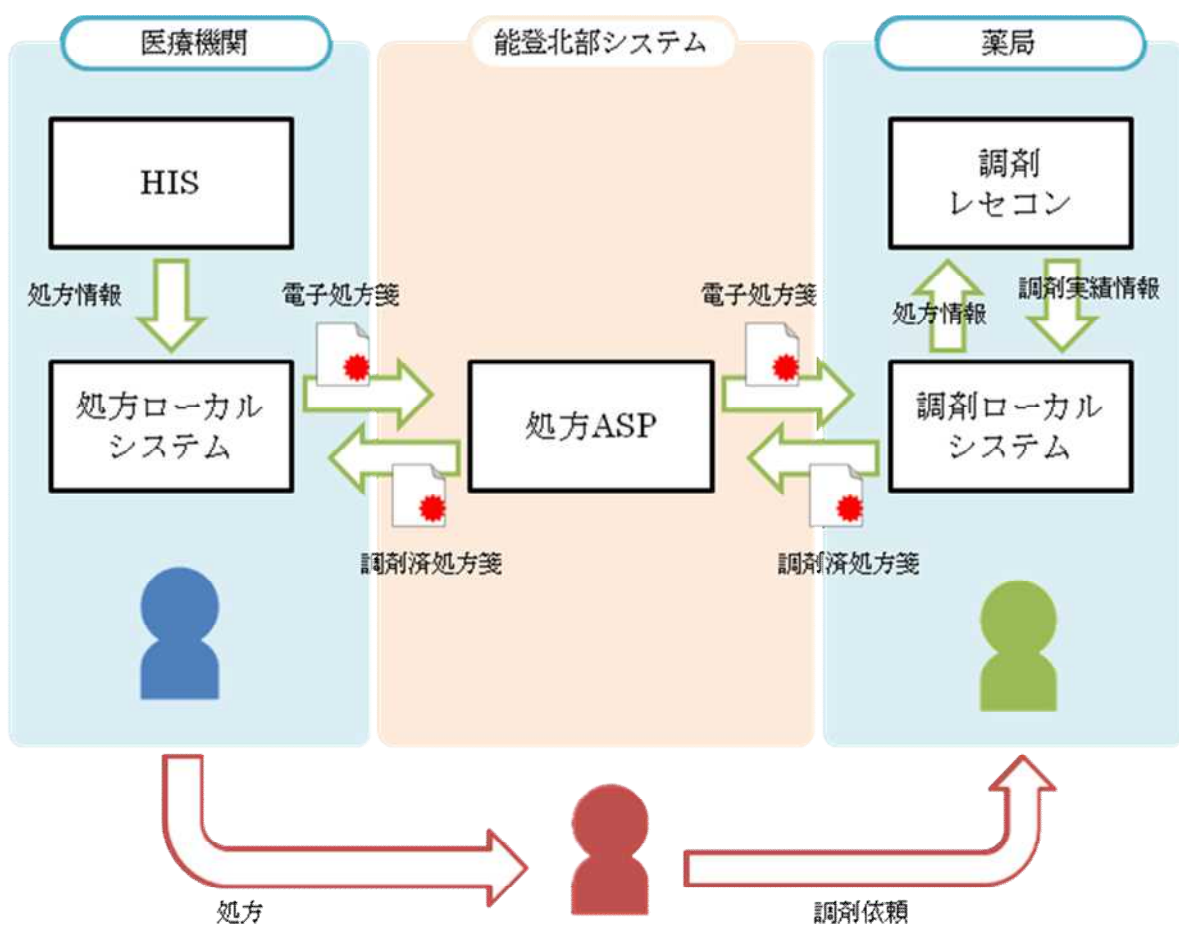 医療機関
能登北部システム
薬局
HIS
調剤
レセコン
処方情報
電子処方箋
電子処方箋
処方情報
調剤実績情報
処方ローカル
システム
処方ASP
調剤ローカル
システム
調剤済処方箋
調剤済処方箋
処方
調剤依頼